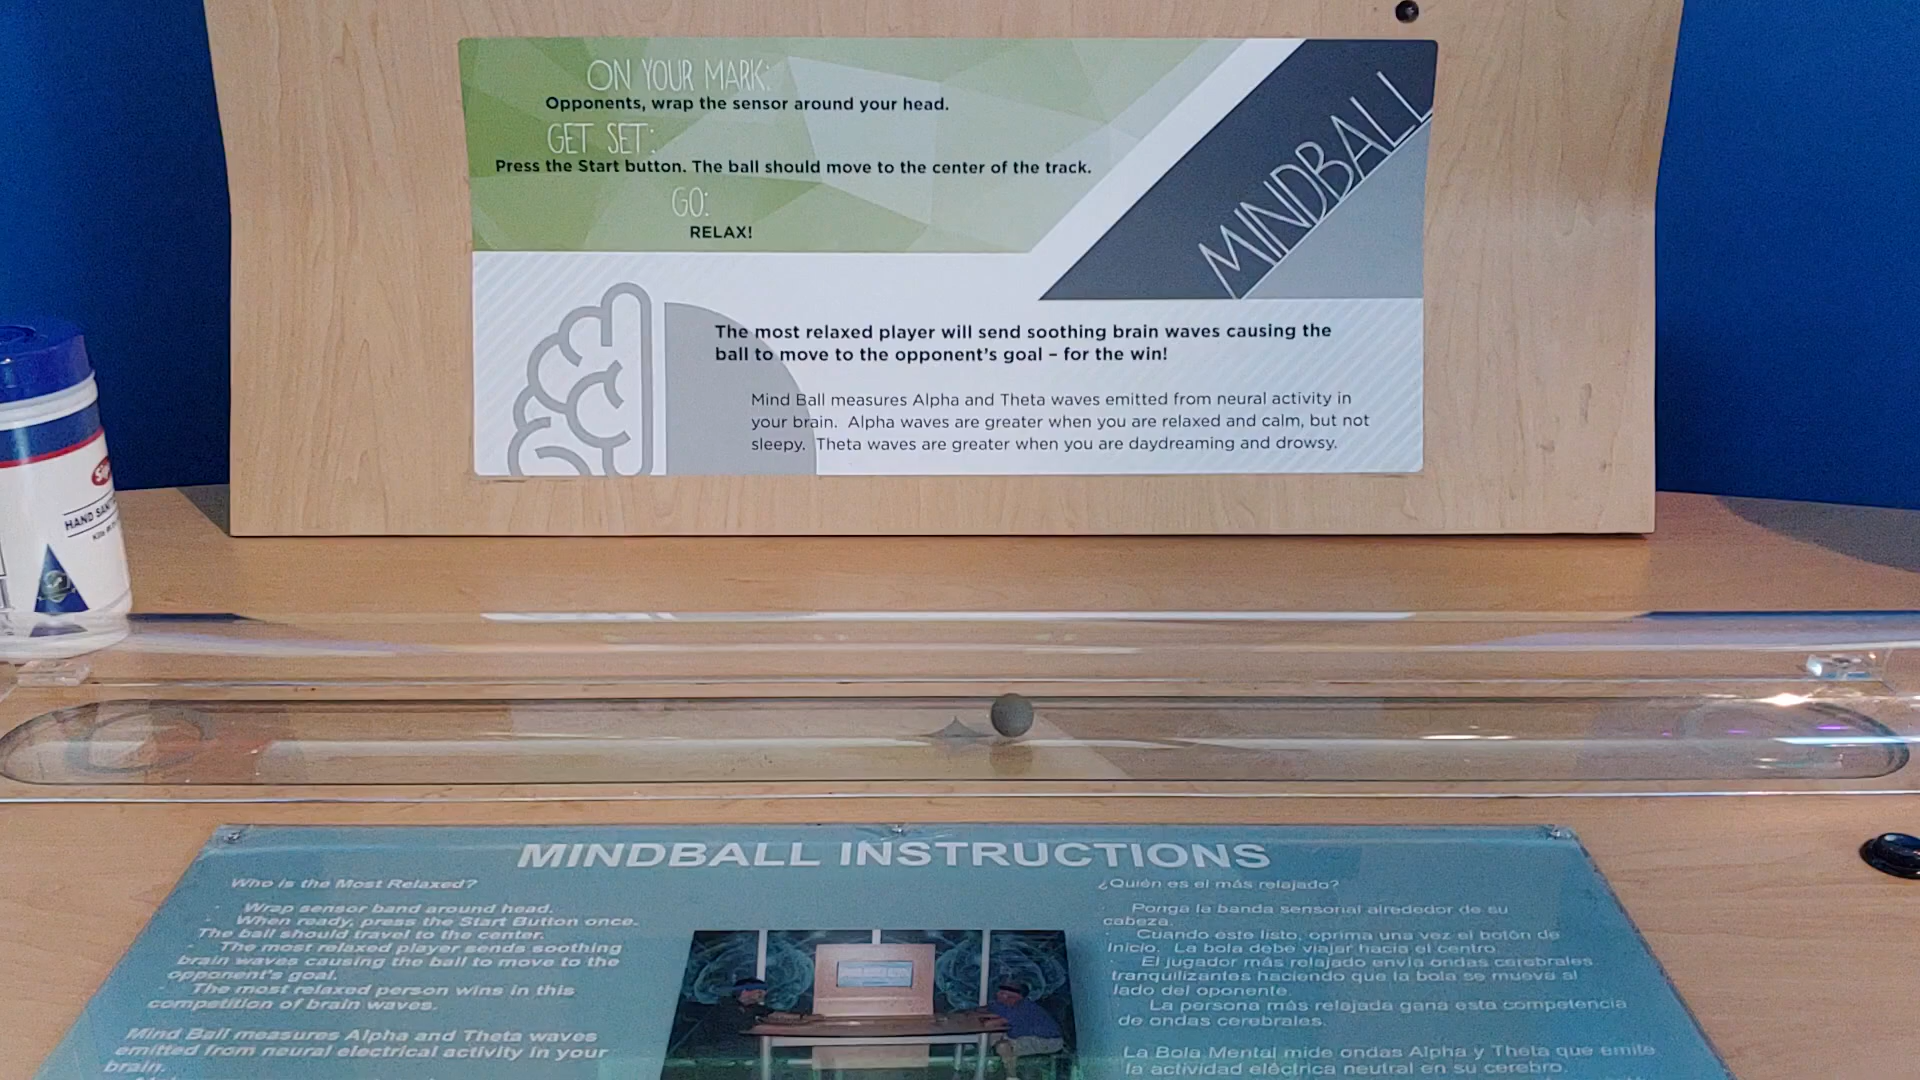 ON YOUR MARK:
Opponents, wrap the sensor around your head.
GET SET:
Press the Start button. The ball should move to the center of the track.
GO:
RELAX!
MINDBALL
The most relaxed player will send soothing brain waves causing the
ball to move to the opponent's goal – for the win!
Mind Ball measures Alpha and Theta waves emitted from neural activity in
your brain. Alpha waves are greater when you are relaxed and calm, but not
sleepy. Theta waves are greater when you are daydreaming and drowsy.
HAND
MINDBALL INSTRUCTIONS
Who is the Most Relaxed?
· Wrap sensor band around head.
· When ready, press the Start Button once.
The ball should travel to the center.
· The most relaxed player sends soothing
brain waves causing the ball to move to the
opponent's goal.
· The most relaxed person wins in this
competition of brain waves.
Mind Ball measures Alpha and Theta waves
emitted from neural electrical activity in your
brain.
¿Quién es el más relajado?
· Ponga la banda sensorial alrededor de su
cabeza.
· Cuando este listo, oprima una vez el botón de
Inicio. La bola debe viajar hacia el centro.
· El jugador más relajado envía ondas cerebrales
tranquilizantes haciendo que la bola se mueva al
lado del oponente.
· La persona más relajada gana esta competencia
de ondas cerebrales.
La Bola Mental mide ondas Alpha y Theta que emite
la actividad eléctrica neutral en su cerebro.